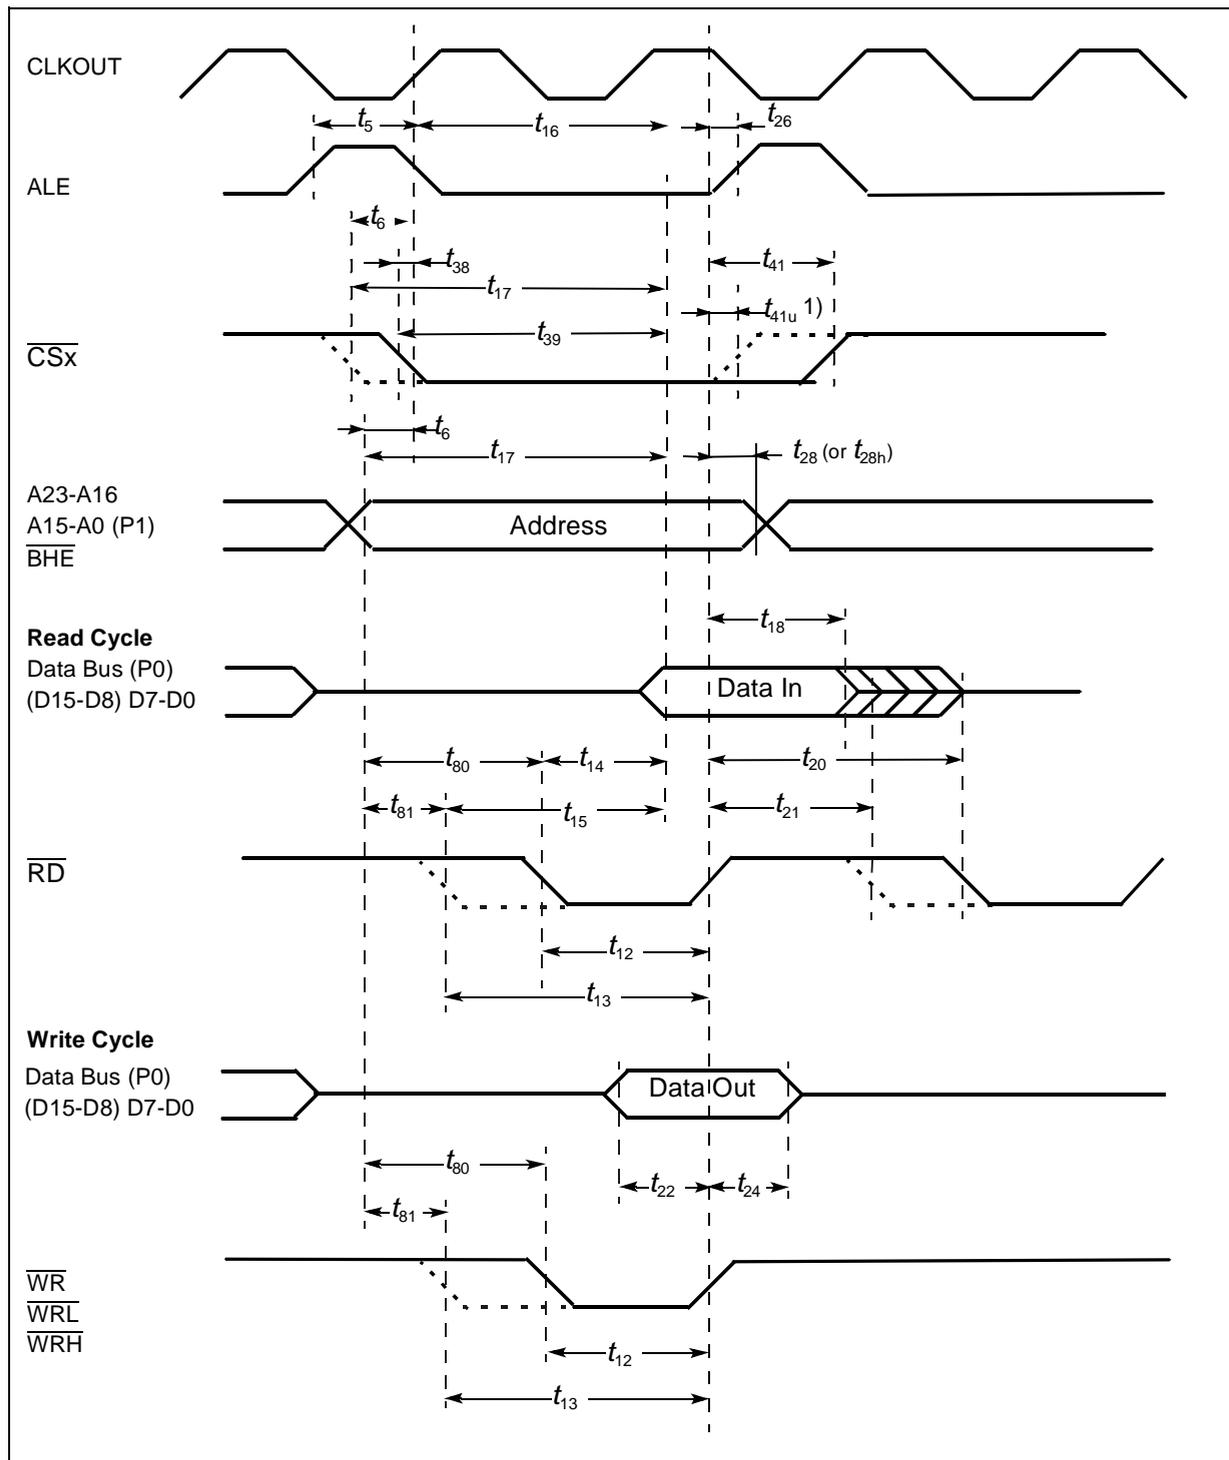 CLKOUT
t5
t16
t26
ALE
t6
t38
t41
t17
t41u 1)
t39
CSx
t6
t17
t28 (or t28h)
A23-A16
A15-A0 (P1)
Address
BHE
t18
Read Cycle
Data Bus (P0)
Data In
(D15-D8) D7-D0
t80
t14
t20
t81
t15
t21
RD
t12
t13
Write Cycle
Data Bus (P0)
Data Out
(D15-D8) D7-D0
t80
t22
t24
t81
WR
WRL
WRH
t12
t13